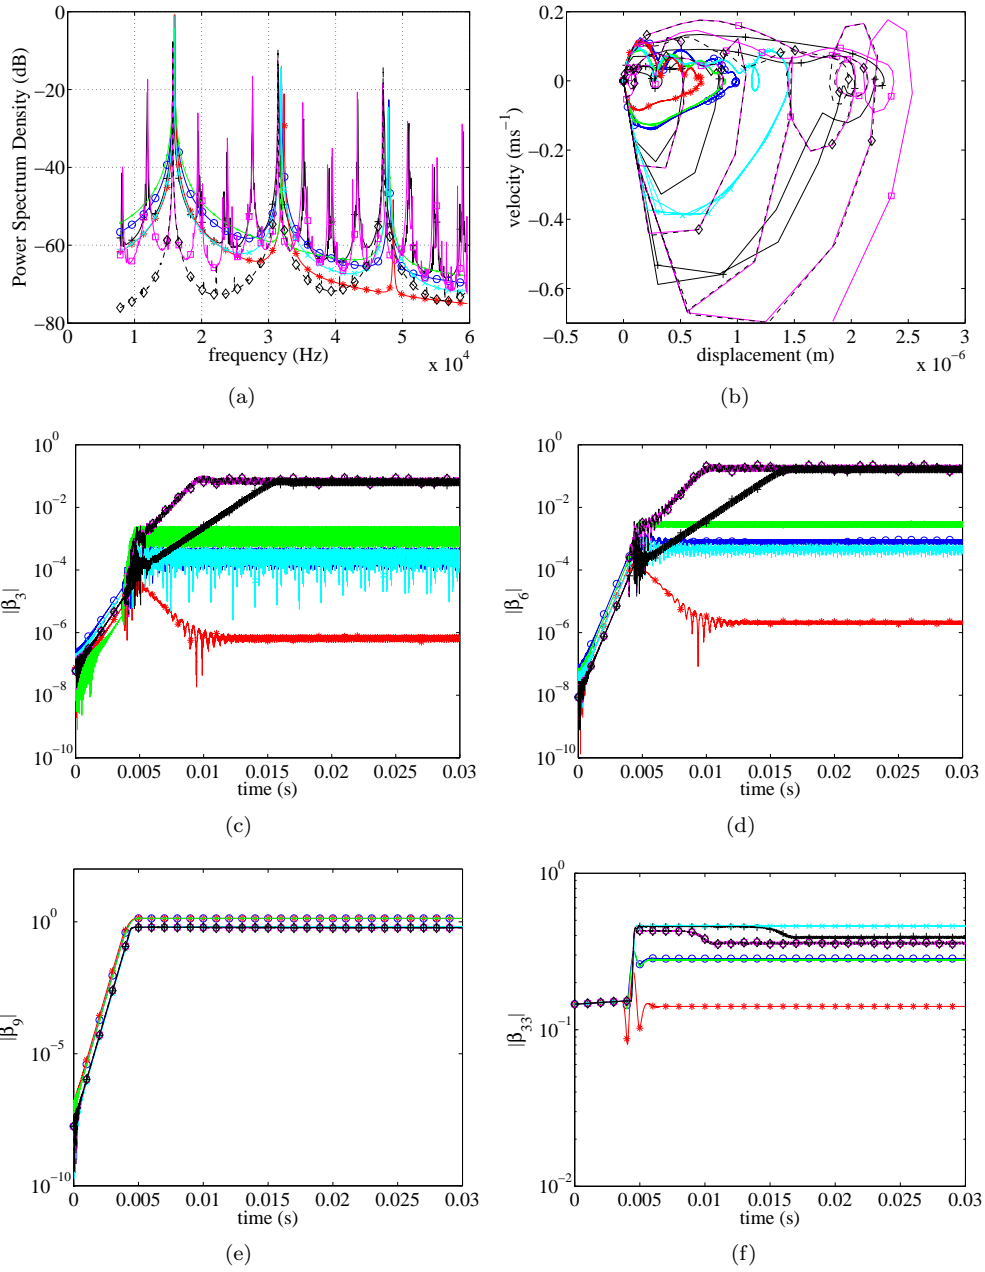 0
−20
−40
−60
−80
Power Spectrum Density (dB)
0 1 2 3 4 5 6
frequency (Hz)
x 10^4
(a)
0.2
0
−0.2
−0.4
−0.6
velocity (ms^−1)
−0.5 0 0.5 1 1.5 2 2.5 3
displacement (m)
x 10^−6
(b)
10^0
10^−2
10^−4
10^−6
10^−8
10^−10
|β_3|
0 0.005 0.01 0.015 0.02 0.025 0.03
time (s)
(c)
10^0
10^−2
10^−4
10^−6
10^−8
10^−10
|β_6|
0 0.005 0.01 0.015 0.02 0.025 0.03
time (s)
(d)
10^0
10^−5
10^−10
|β_9|
0 0.005 0.01 0.015 0.02 0.025 0.03
time (s)
(e)
10^0
10^−1
10^−2
|β_33|
0 0.005 0.01 0.015 0.02 0.025 0.03
time (s)
(f)